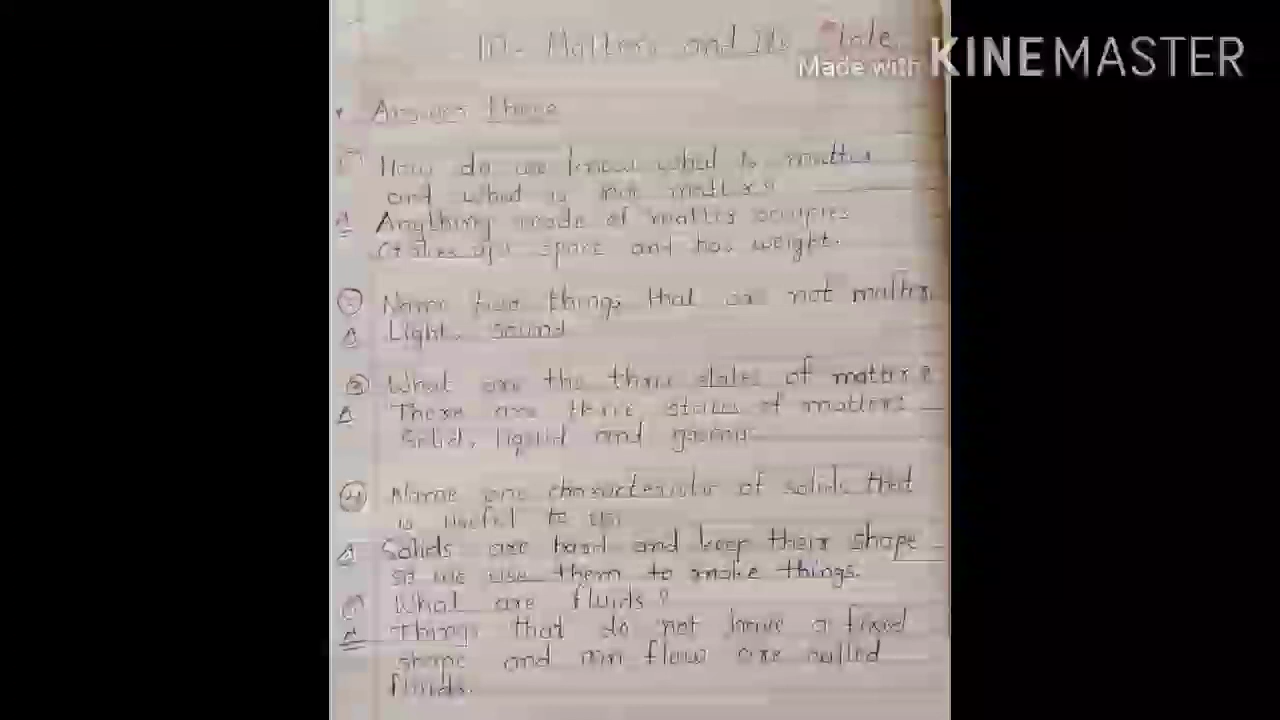 10. Matter and Its State
Made with KINEMASTER
Answer these
How do we know what is matter
and what is not matter?
A Anything made of matter occupies
(takes up) space and has weight.
② Name two things that are not matter.
A Light, sound
③ What are the three states of matter?
A There are three states of matter:
solid, liquid and gaseous
④ Name one characteristic of solids that
is useful to us.
A Solids are hard and keep their shape
so we use them to make things.
What are fluids?
A Things that do not have a fixed
shape and can flow are called
fluids.